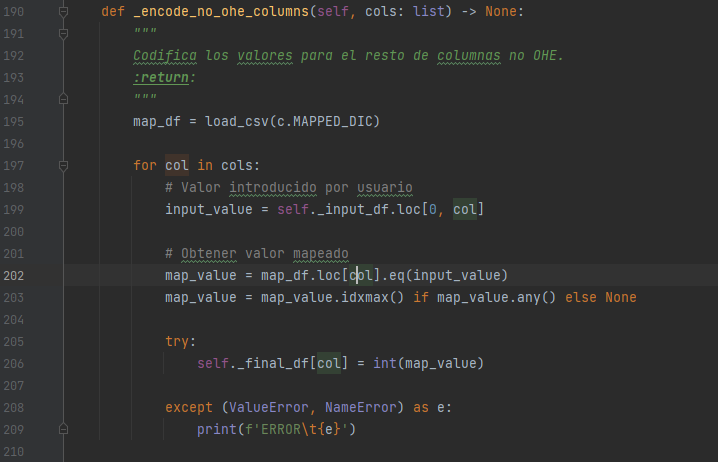 190 def _encode_no_ohe_columns(self, cols: list) -> None:
191 """
192 Codifica los valores para el resto de columnas no OHE.
193 :return:
194 """
195 map_df = load_csv(c.MAPPED_DIC)
196
197 for col in cols:
198 # Valor introducido por usuario
199 input_value = self._input_df.loc[0, col]
200
201 # Obtener valor mapeado
202 map_value = map_df.loc[col].eq(input_value)
203 map_value = map_value.idxmax() if map_value.any() else None
204
205 try:
206 self._final_df[col] = int(map_value)
207
208 except (ValueError, NameError) as e:
209 print(f'ERROR\t{e}')
210